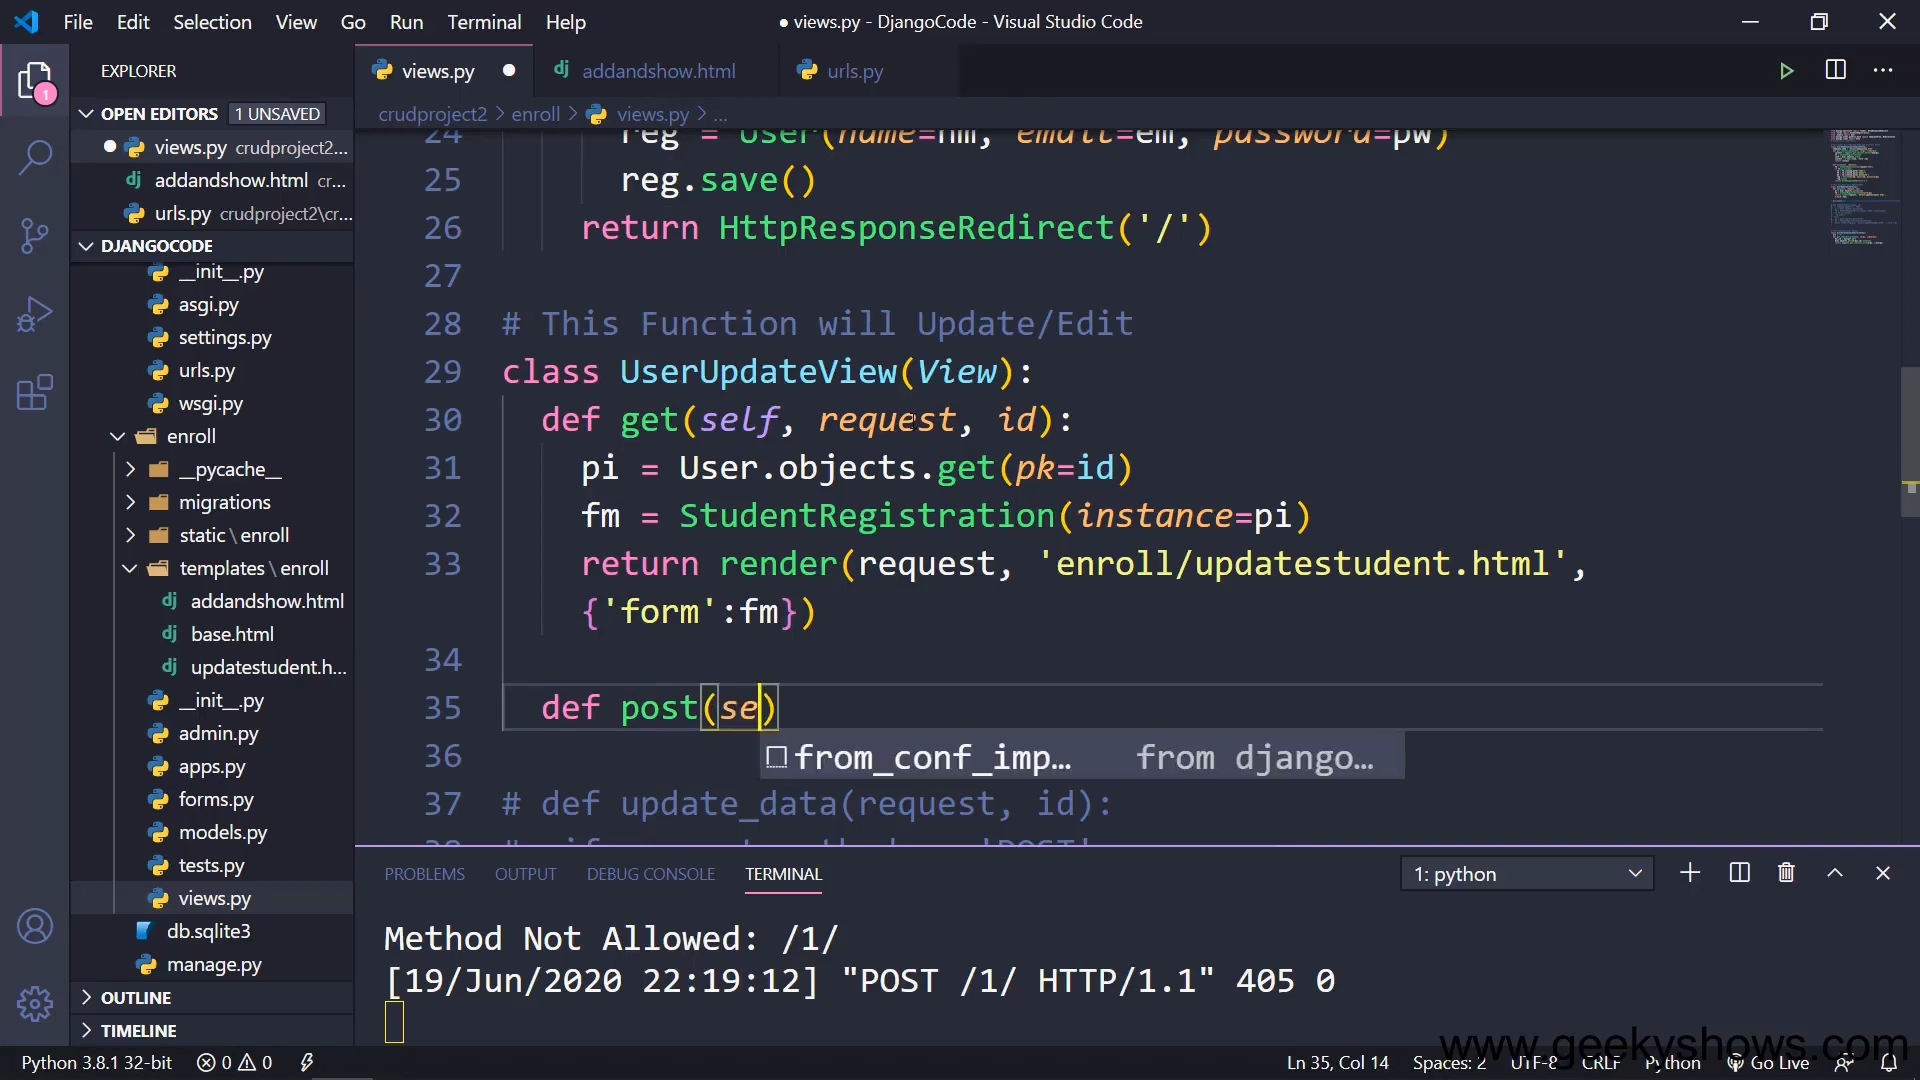 File Edit Selection View Go Run Terminal Help
● views.py - DjangoCode - Visual Studio Code
EXPLORER
views.py
addandshow.html
urls.py
OPEN EDITORS 1 UNSAVED
crudproject2 > enroll > views.py > ...
views.py crudproject2...
addandshow.html cr...
urls.py crudproject2\cr...
DJANGOCODE
__init__.py
asgi.py
settings.py
urls.py
wsgi.py
enroll
__pycache__
migrations
static \ enroll
templates \ enroll
addandshow.html
base.html
updatestudent.h...
__init__.py
admin.py
apps.py
forms.py
models.py
tests.py
views.py
db.sqlite3
manage.py
OUTLINE
TIMELINE
24 reg = User(name=nm, email=em, password=pw)
25 reg.save()
26 return HttpResponseRedirect('/')
27
28 # This Function will Update/Edit
29 class UserUpdateView(View):
30 def get(self, request, id):
31 pi = User.objects.get(pk=id)
32 fm = StudentRegistration(instance=pi)
33 return render(request, 'enroll/updatestudent.html',
{'form':fm})
34
35 def post(se)
from_conf_imp... from django...
36
37 # def update_data(request, id):
PROBLEMS OUTPUT DEBUG CONSOLE TERMINAL
1: python
Method Not Allowed: /1/
[19/Jun/2020 22:19:12] "POST /1/ HTTP/1.1" 405 0
www.geekyshows.com
Python 3.8.1 32-bit 0 0 Ln 35, Col 14 Spaces: 2 UTF-8 CRLF Python Go Live